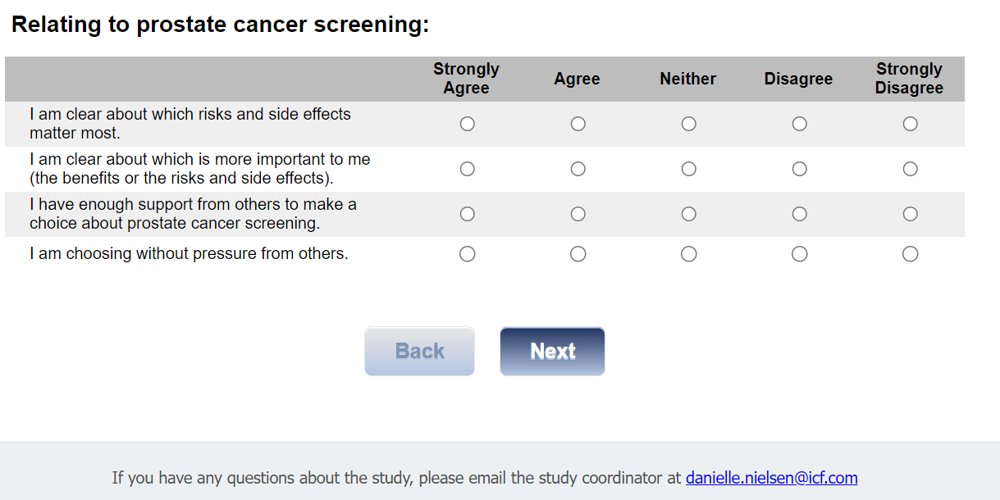 Relating to prostate cancer screening:
Strongly Agree Agree Neither Disagree Strongly Disagree
I am clear about which risks and side effects
matter most.
I am clear about which is more important to me
(the benefits or the risks and side effects).
I have enough support from others to make a
choice about prostate cancer screening.
I am choosing without pressure from others.
Back Next
If you have any questions about the study, please email the study coordinator at danielle.nielsen@icf.com